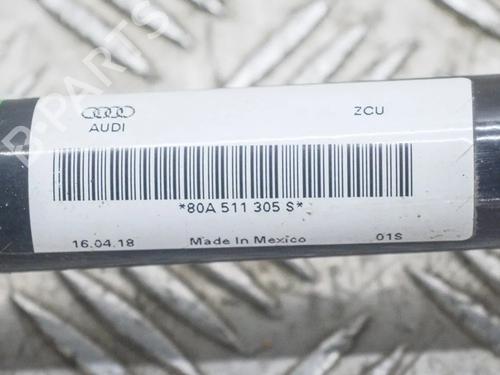 AUDI
ZCU
*80A 511 305 S*
16.04.18
Made In Mexico
01S
B-PARTS